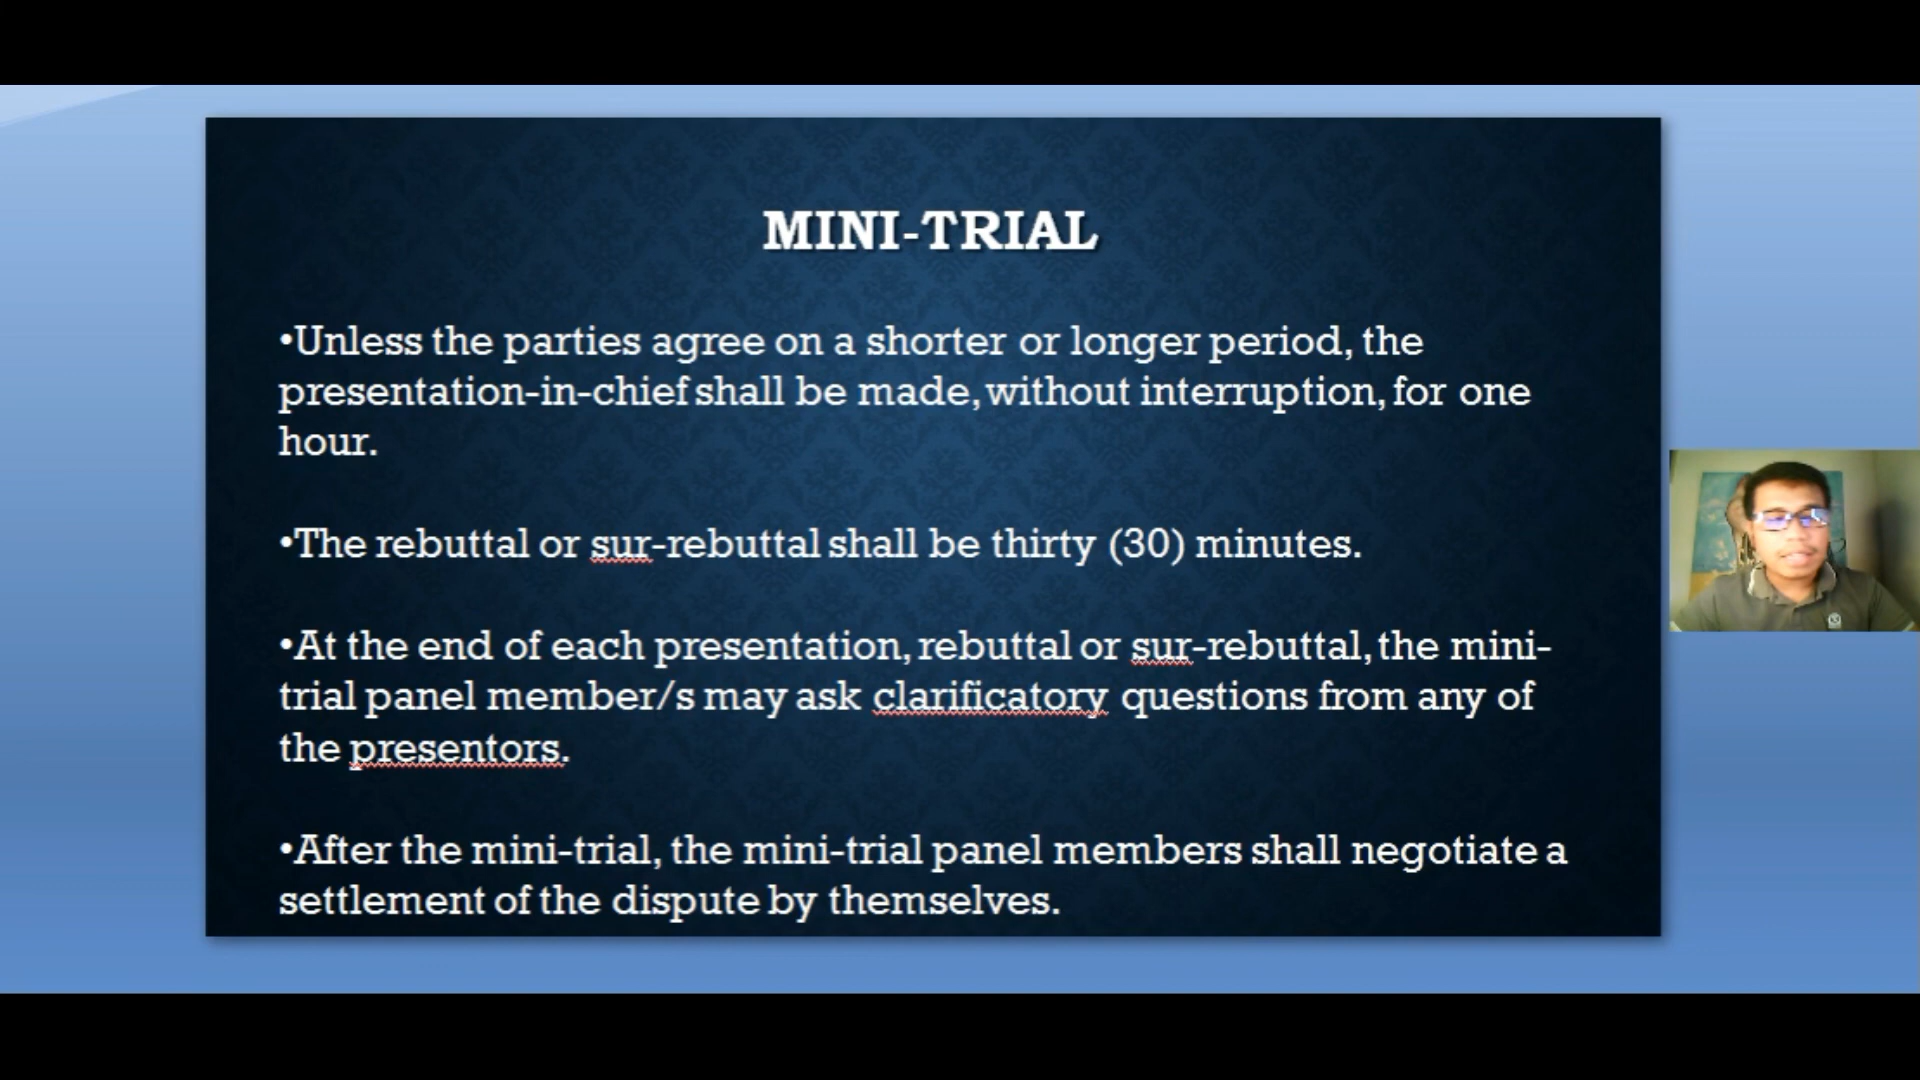 MINI-TRIAL
•Unless the parties agree on a shorter or longer period, the
presentation-in-chief shall be made, without interruption, for one
hour.
•The rebuttal or sur-rebuttal shall be thirty (30) minutes.
•At the end of each presentation, rebuttal or sur-rebuttal, the mini-
trial panel member/s may ask clarificatory questions from any of
the presentors.
•After the mini-trial, the mini-trial panel members shall negotiate a
settlement of the dispute by themselves.